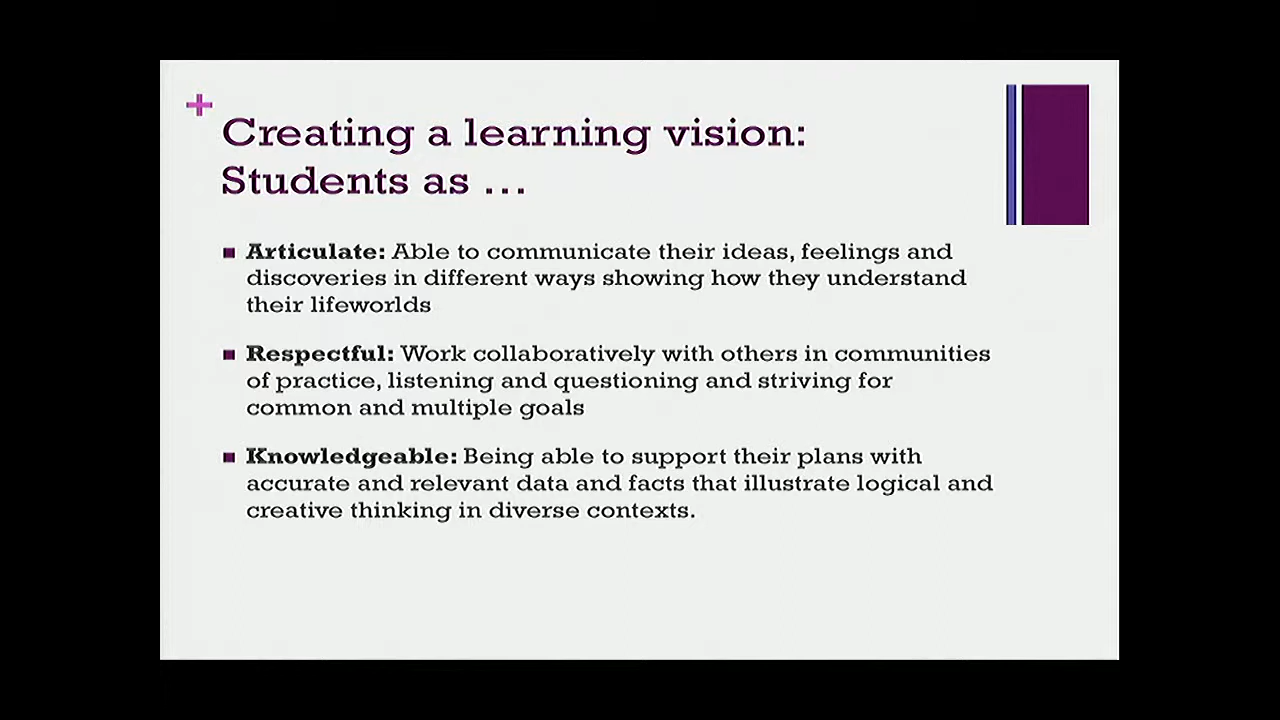 Creating a learning vision:
Students as ...
Articulate: Able to communicate their ideas, feelings and
discoveries in different ways showing how they understand
their lifeworlds
Respectful: Work collaboratively with others in communities
of practice, listening and questioning and striving for
common and multiple goals
Knowledgeable: Being able to support their plans with
accurate and relevant data and facts that illustrate logical and
creative thinking in diverse contexts.